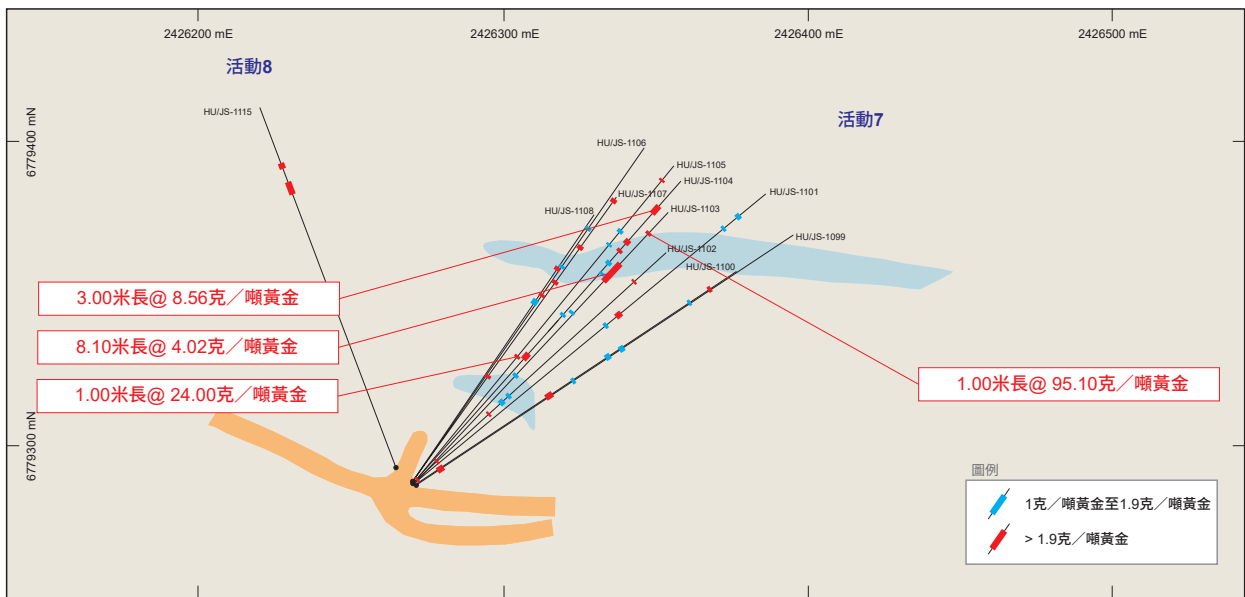 2426200 mE
2426300 mE
2426400 mE
2426500 mE
活動8
活動7
6779400 mN
6779300 mN
HU/JS-1115
HU/JS-1106
HU/JS-1105
HU/JS-1104
HU/JS-1107
HU/JS-1101
HU/JS-1108
HU/JS-1103
HU/JS-1099
HU/JS-1102
HU/JS-1100
3.00米長@ 8.56克／噸黃金
8.10米長@ 4.02克／噸黃金
1.00米長@ 24.00克／噸黃金
1.00米長@ 95.10克／噸黃金
圖例
1克／噸黃金至1.9克／噸黃金
> 1.9克／噸黃金